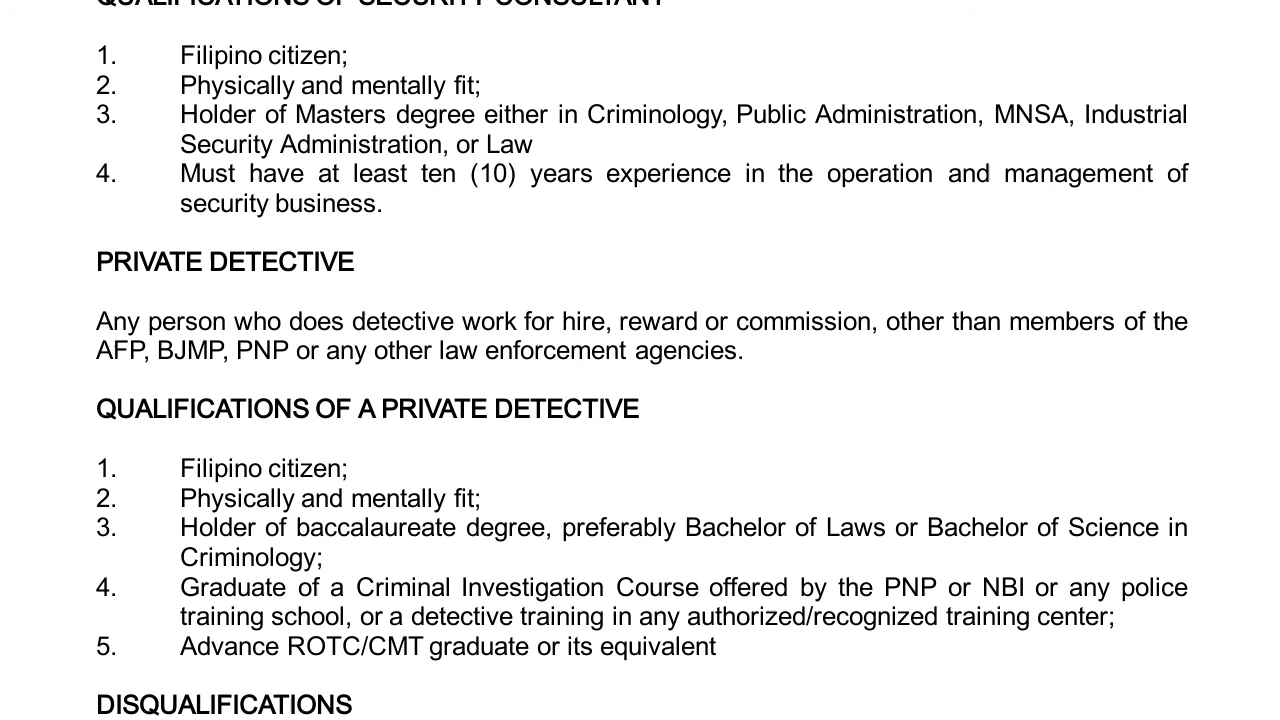 QUALIFICATIONS OF SECURITY CONSULTANT
1. Filipino citizen;
2. Physically and mentally fit;
3. Holder of Masters degree either in Criminology, Public Administration, MNSA, Industrial
Security Administration, or Law
4. Must have at least ten (10) years experience in the operation and management of
security business.
PRIVATE DETECTIVE
Any person who does detective work for hire, reward or commission, other than members of the
AFP, BJMP, PNP or any other law enforcement agencies.
QUALIFICATIONS OF A PRIVATE DETECTIVE
1. Filipino citizen;
2. Physically and mentally fit;
3. Holder of baccalaureate degree, preferably Bachelor of Laws or Bachelor of Science in
Criminology;
4. Graduate of a Criminal Investigation Course offered by the PNP or NBI or any police
training school, or a detective training in any authorized/recognized training center;
5. Advance ROTC/CMT graduate or its equivalent
DISQUALIFICATIONS